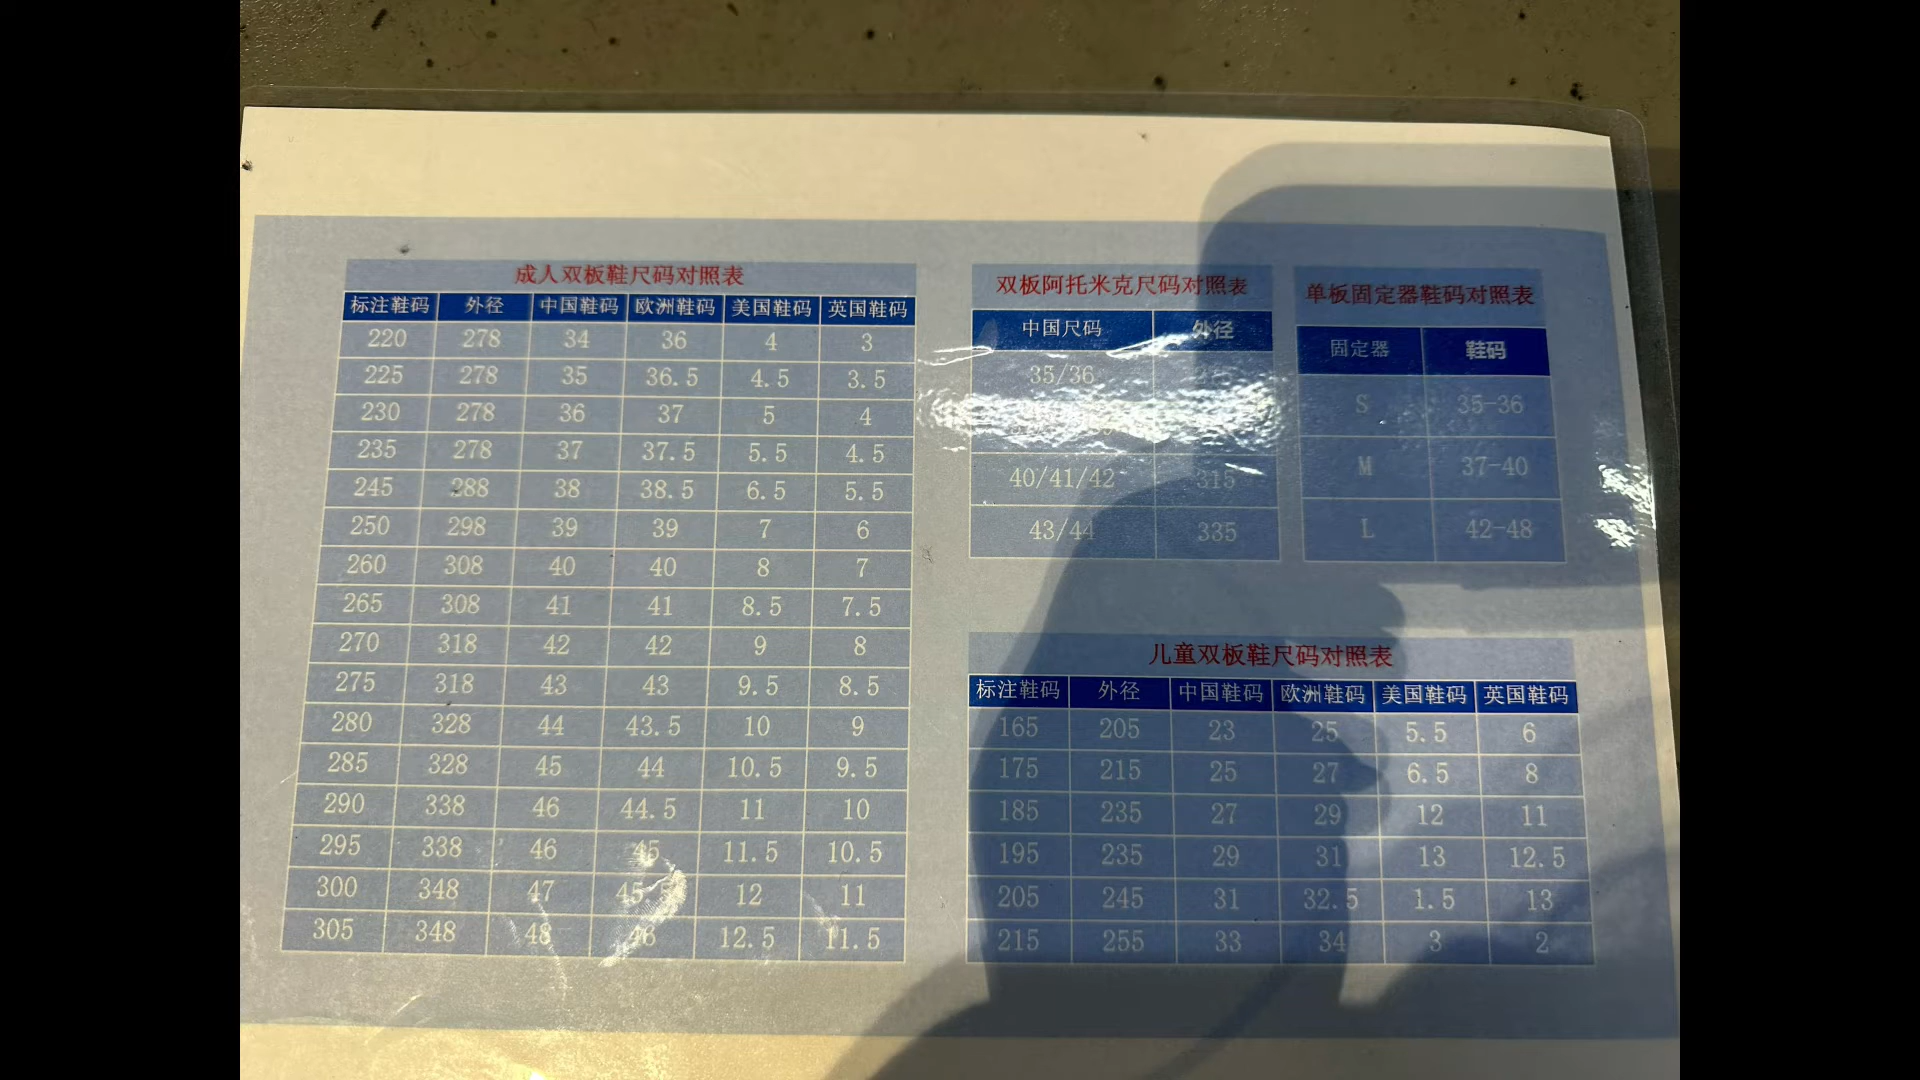 成人双板鞋尺码对照表
标注鞋码 外径 中国鞋码 欧洲鞋码 美国鞋码 英国鞋码
220 278 34 36 4 3
225 278 35 36.5 4.5 3.5
230 278 36 37 5 4
235 278 37 37.5 5.5 4.5
245 288 38 38.5 6.5 5.5
250 298 39 39 7 6
260 308 40 40 8 7
265 308 41 41 8.5 7.5
270 318 42 42 9 8
275 318 43 43 9.5 8.5
280 328 44 43.5 10 9
285 328 45 44 10.5 9.5
290 338 46 44.5 11 10
295 338 46 45 11.5 10.5
300 348 47 45.5 12 11
305 348 48 46 12.5 11.5
双板阿托米克尺码对照表
中国尺码 外径
35/36
40/41/42 315
43/44 335
单板固定器鞋码对照表
固定器 鞋码
S 35-36
M 37-40
L 42-48
儿童双板鞋尺码对照表
标注鞋码 外径 中国鞋码 欧洲鞋码 美国鞋码 英国鞋码
165 205 23 25 5.5 6
175 215 25 27 6.5 8
185 235 27 29 12 11
195 235 29 31 13 12.5
205 245 31 32.5 1.5 13
215 255 33 34 3 2